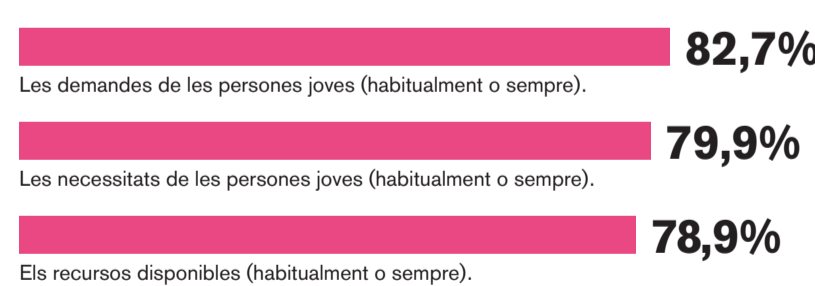 82,7%
Les demandes de les persones joves (habitualment o sempre).
79,9%
Les necessitats de les persones joves (habitualment o sempre).
78,9%
Els recursos disponibles (habitualment o sempre).